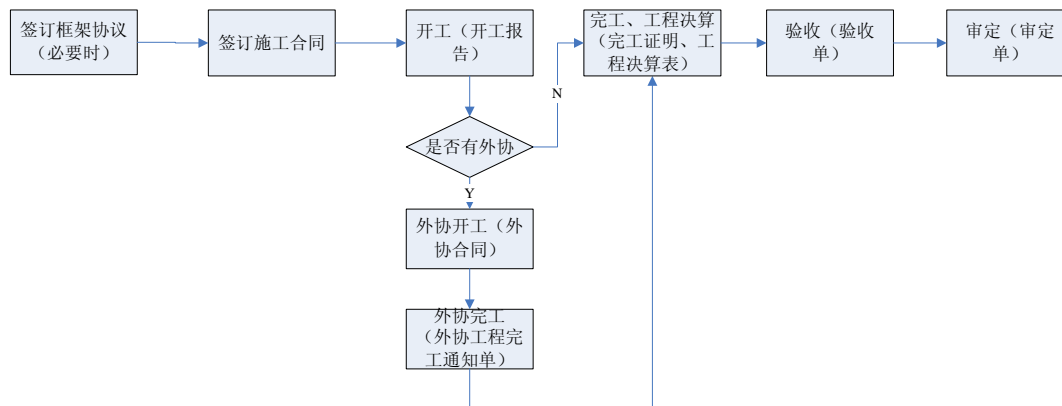 签订框架协议
（必要时）
签订施工合同
开工（开工报
告）
完工、工程决算
（完工证明、工
程决算表）
验收（验收
单）
审定（审定
单）
N
是否有外协
Y
外协开工（外
协合同）
外协完工
（外协工程完
工通知单）